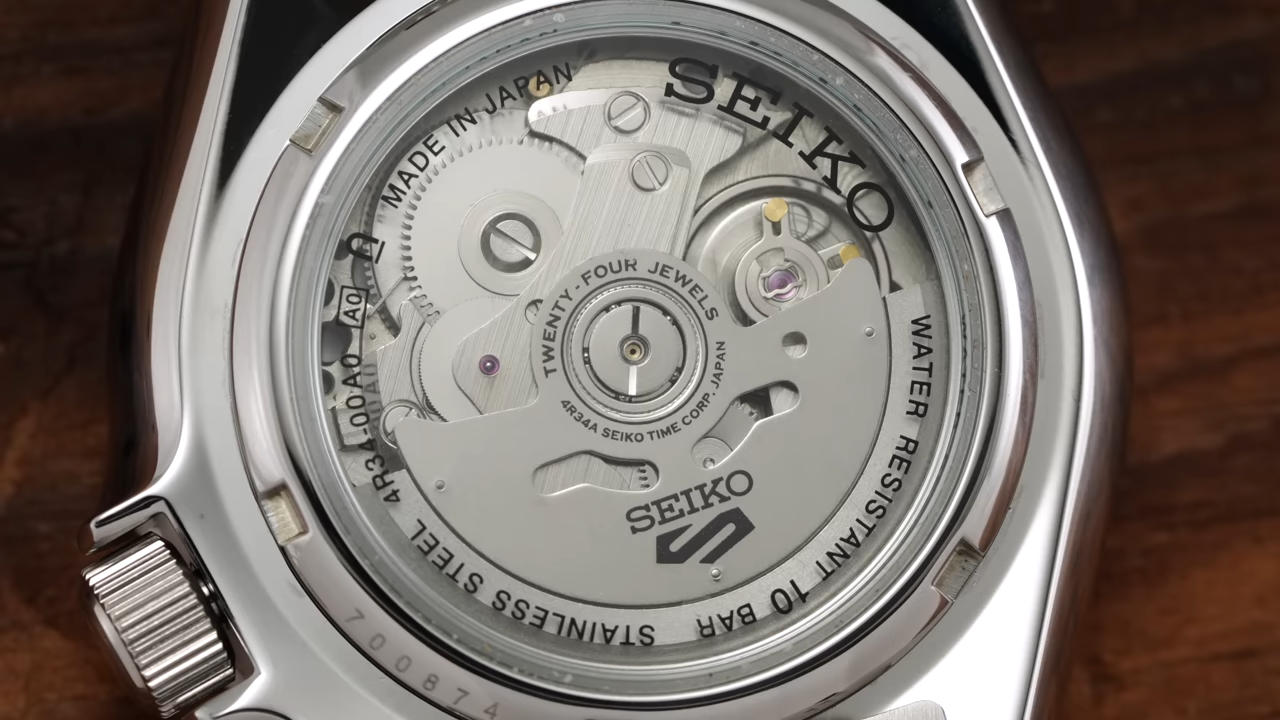 SEIKO
WATER RESISTANT 10 BAR
STAINLESS STEEL
4R34-00A0
A0
MADE IN JAPAN
TWENTY-FOUR JEWELS
4R34A SEIKO TIME CORP. JAPAN
SEIKO
700874